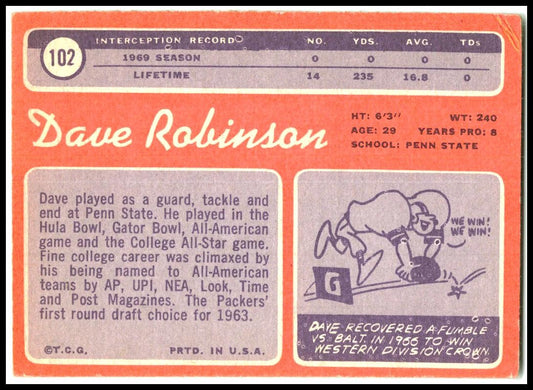 102
INTERCEPTION RECORD NO. YDS. AVG. TDs
1969 SEASON 0 0 0 0
LIFETIME 14 235 16.8 0
Dave Robinson
HT: 6'3" WT: 240
AGE: 29 YEARS PRO: 8
SCHOOL: PENN STATE
Dave played as a guard, tackle and
end at Penn State. He played in the
Hula Bowl, Gator Bowl, All-American
game and the College All-Star game.
Fine college career was climaxed by
his being named to All-American
teams by AP, UPI, NEA, Look, Time
and Post Magazines. The Packers'
first round draft choice for 1963.
©T.C.G. PRTD. IN U.S.A.
WE WIN!
WE WIN!
G
DAVE RECOVERED A FUMBLE
VS. BALT. IN 1966 TO WIN
WESTERN DIVISION CROWN.